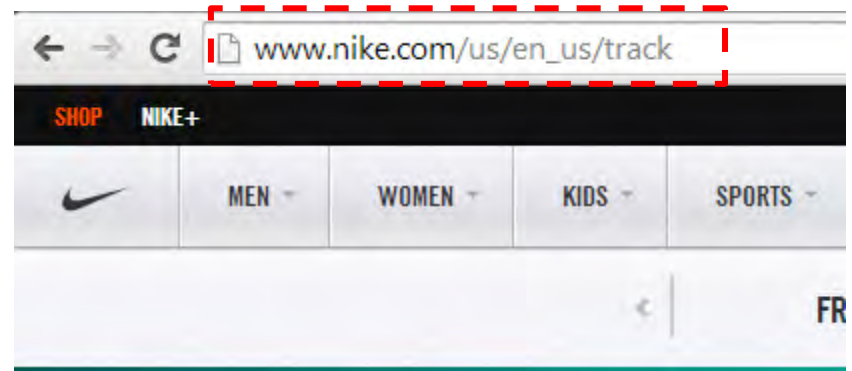 www.nike.com/us/en_us/track
SHOP NIKE+
MEN WOMEN KIDS SPORTS
FR